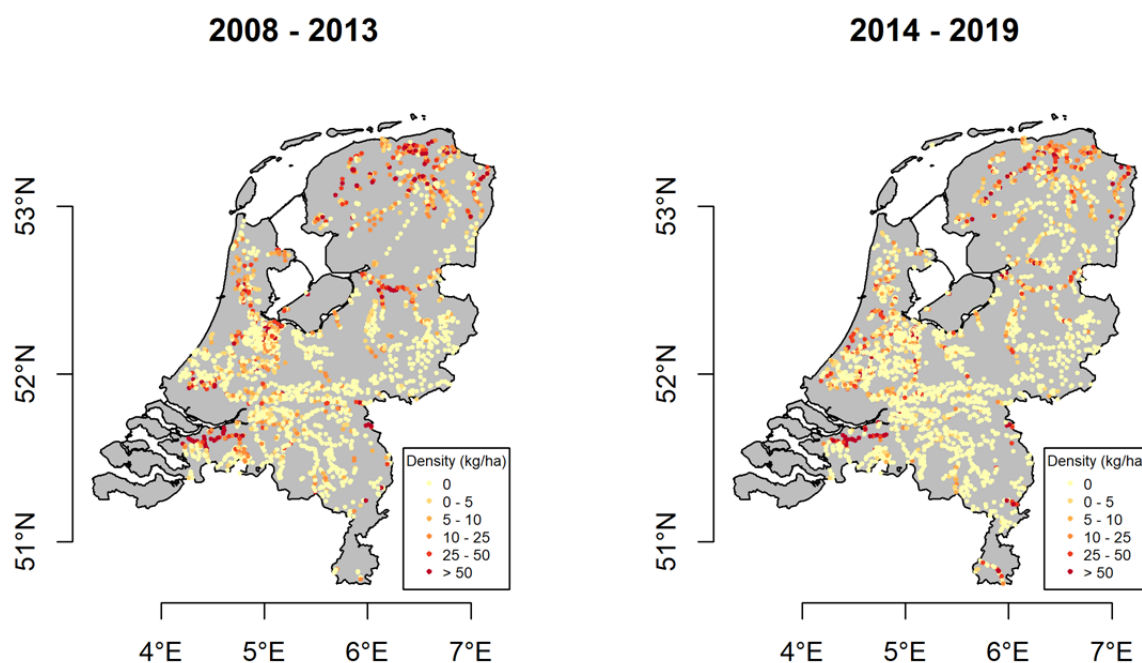 2008 - 2013
53°N
52°N
51°N
Density (kg/ha)
0
0 - 5
5 - 10
10 - 25
25 - 50
> 50
4°E 5°E 6°E 7°E
2014 - 2019
53°N
52°N
51°N
Density (kg/ha
0
0 - 5
5 - 10
10 - 25
25 - 50
> 50
4°E 5°E 6°E 7°E